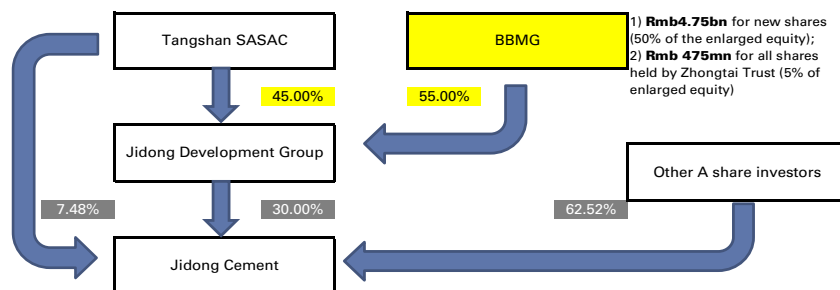 Tangshan SASAC
BBMG
1) Rmb4.75bn for new shares
(50% of the enlarged equity);
2) Rmb 475mn for all shares
held by Zhongtai Trust (5% of
enlarged equity)
45.00%
55.00%
Jidong Development Group
Other A share investors
7.48%
30.00%
62.52%
Jidong Cement